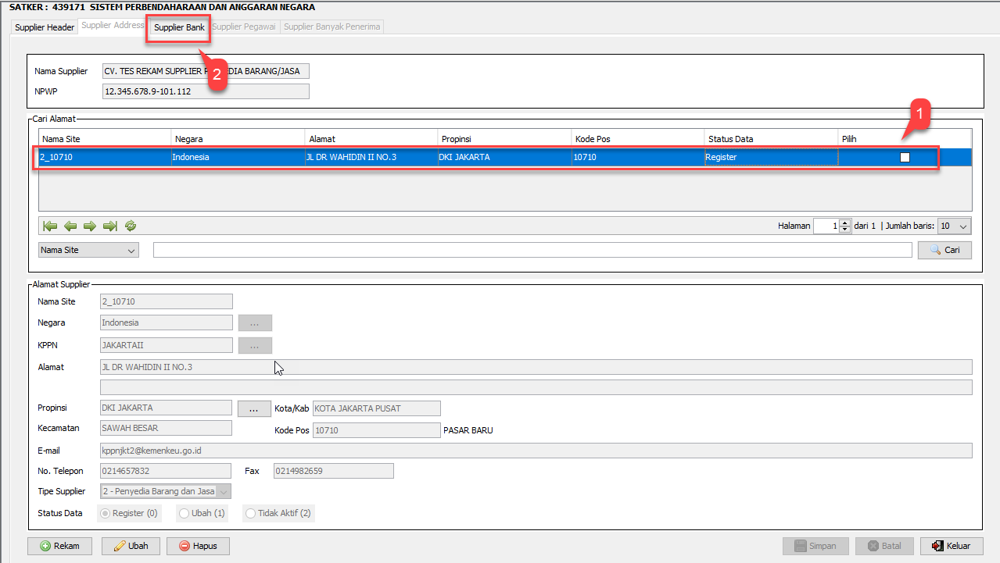 SATKER : 439171 SISTEM PERBENDAHARAAN DAN ANGGARAN NEGARA
Supplier Header Supplier Address Supplier Bank Supplier Pegawai Supplier Banyak Penerima
2
Nama Supplier CV. TES REKAM SUPPLIER BARANG/JASA
NPWP 12.345.678.9-101.112
1
Cari Alamat
Nama Site Negara Alamat Propinsi Kode Pos Status Data Pilih
2_10710 Indonesia JL DR WAHIDIN II NO.3 DKI JAKARTA 10710 Register
Halaman 1 dari 1 | Jumlah baris: 10
Nama Site Cari
Alamat Supplier
Nama Site 2_10710
Negara Indonesia ...
KPPN JAKARTAII ...
Alamat JL DR WAHIDIN II NO.3
Propinsi DKI JAKARTA ... Kota/Kab KOTA JAKARTA PUSAT
Kecamatan SAWAH BESAR Kode Pos 10710 PASAR BARU
E-mail kppnjkt2@kemenkeu.go.id
No. Telepon 0214657832 Fax 0214982659
Tipe Supplier 2 - Penyedia Barang dan Jasa
Status Data Register (0) Ubah (1) Tidak Aktif (2)
Rekam Ubah Hapus Simpan Batal Keluar